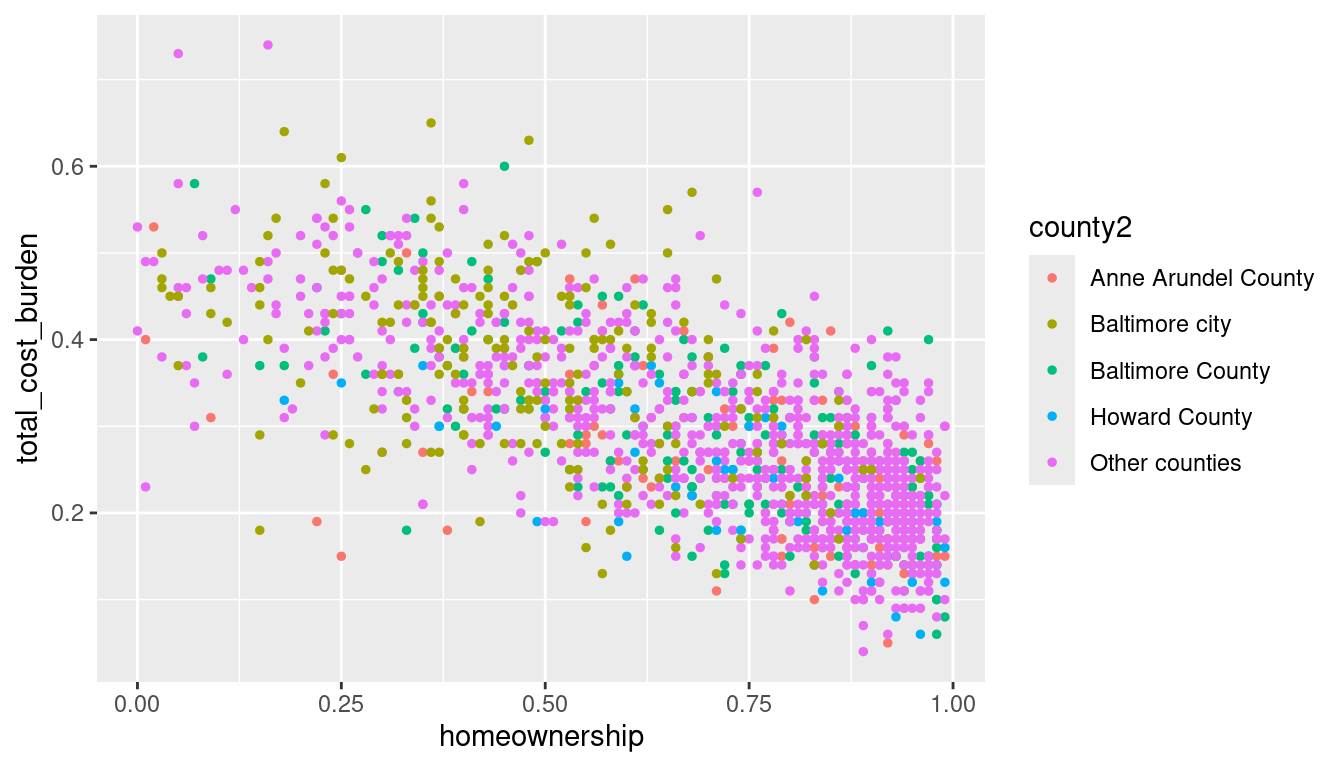 0.6
0.4
0.2
total_cost_burden
0.00
0.25
0.50
0.75
1.00
homeownership
county2
Anne Arundel County
Baltimore city
Baltimore County
Howard County
Other counties